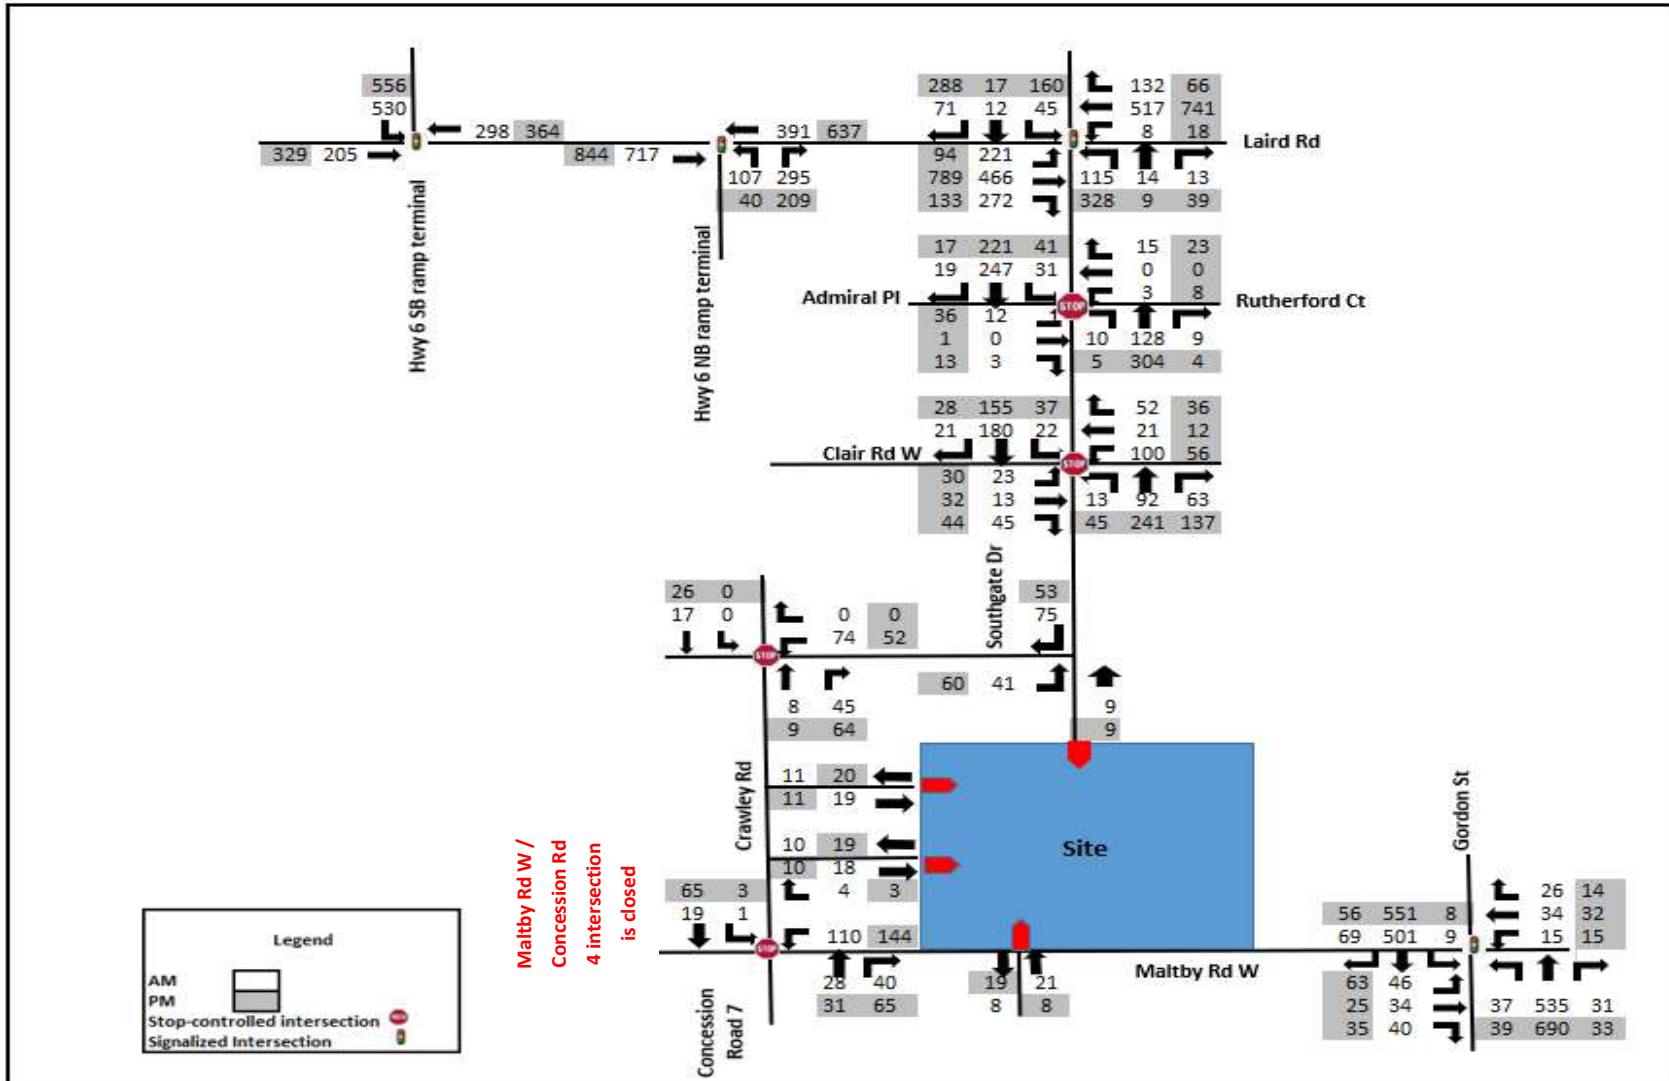 556
530
298 364
329 205
Hwy 6 SB ramp terminal
391 637
844 717
107 295
40 209
Hwy 6 NB ramp terminal
288 17 160
71 12 45
132 66
517 741
8 18
Laird Rd
94 221
789 466
133 272
115 14 13
328 9 39
17 221 41
19 247 31
15 23
0 0
3 8
Admiral Pl
Rutherford Ct
36 12 1
1 0
13 3
10 128 9
5 304 4
28 155 37
21 180 22
52 36
21 12
100 56
Clair Rd W
30 23
32 13
44 45
13 92 63
45 241 137
Southgate Dr
53
75
60 41
9
9
26 0
17 0
0 0
74 52
8 45
9 64
Crawley Rd
11 20
11 19
10 19
10 18
Site
Maltby Rd W /
Concession Rd
4 intersection
is closed
65 3
19 1
4 3
110 144
28 40
31 65
Concession
Road 7
19 21
8 8
Maltby Rd W
Gordon St
56 551 8
69 501 9
26 14
34 32
15 15
63 46
25 34
35 40
37 535 31
39 690 33
Legend
AM
PM
Stop-controlled intersection
Signalized Intersection
STOP
STOP
STOP
STOP